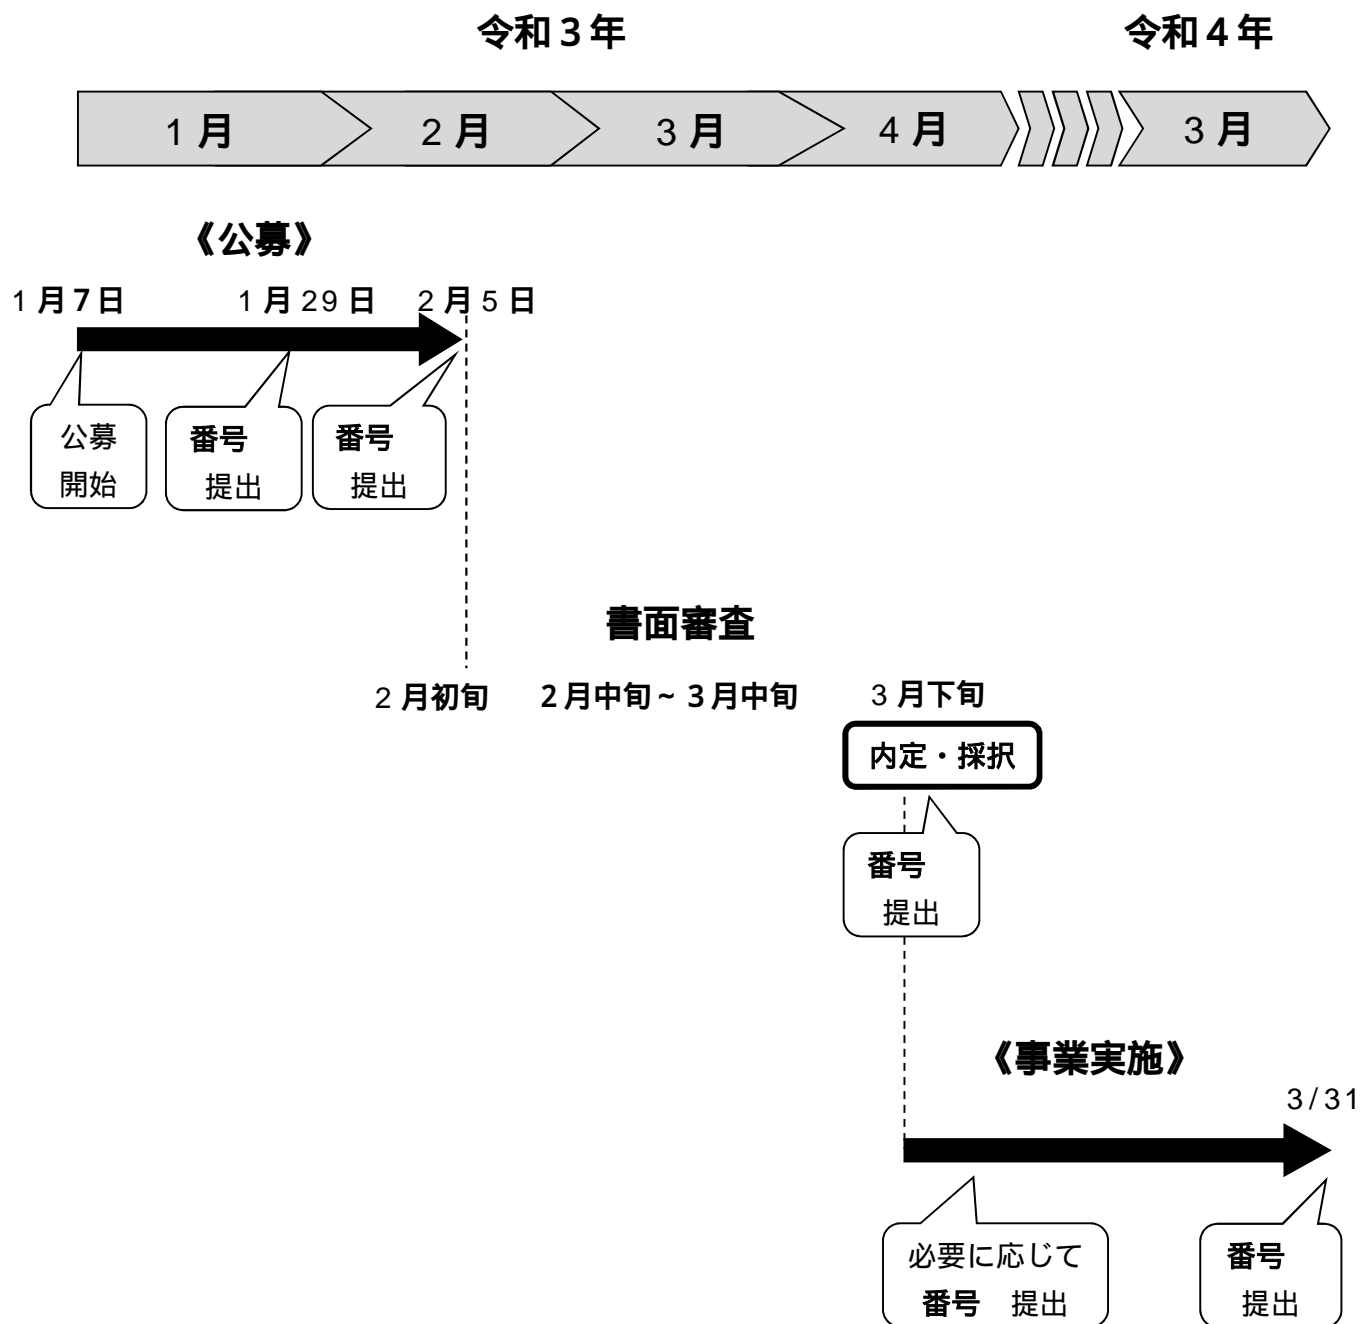 令和3年
令和4年
1月
2月
3月
4月
3月
《公募》
1月7日
1月29日
2月5日
公募
開始
番号
提出
番号
提出
書面審査
2月初旬
2月中旬~3月中旬
3月下旬
内定・採択
番号
提出
《事業実施》
3/31
必要に応じて
番号 提出
番号
提出